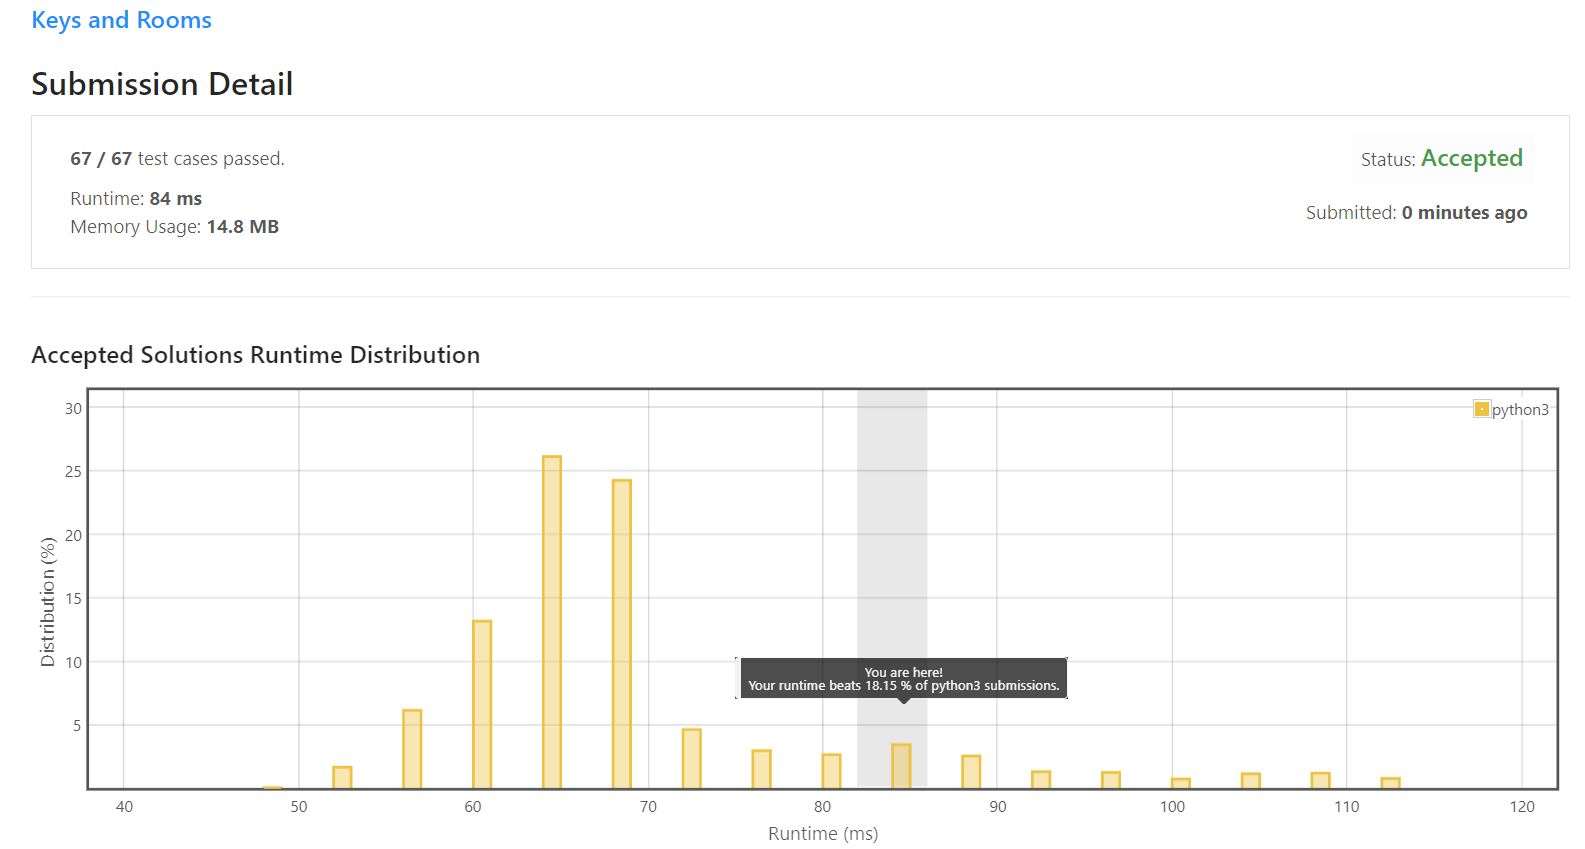 Keys and Rooms
Submission Detail
67 / 67 test cases passed.
Status: Accepted
Runtime: 84 ms
Memory Usage: 14.8 MB
Submitted: 0 minutes ago
Accepted Solutions Runtime Distribution
python3
30
25
20
15
10
5
Distribution (%)
You are here!
Your runtime beats 18.15 % of python3 submissions.
40 50 60 70 80 90 100 110 120
Runtime (ms)